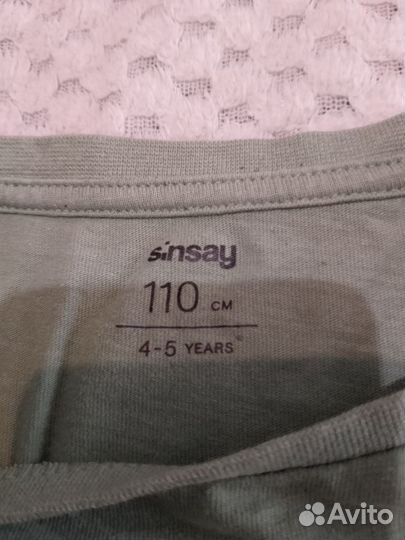 sinsay
110 CM
4-5 YEARS
Avito